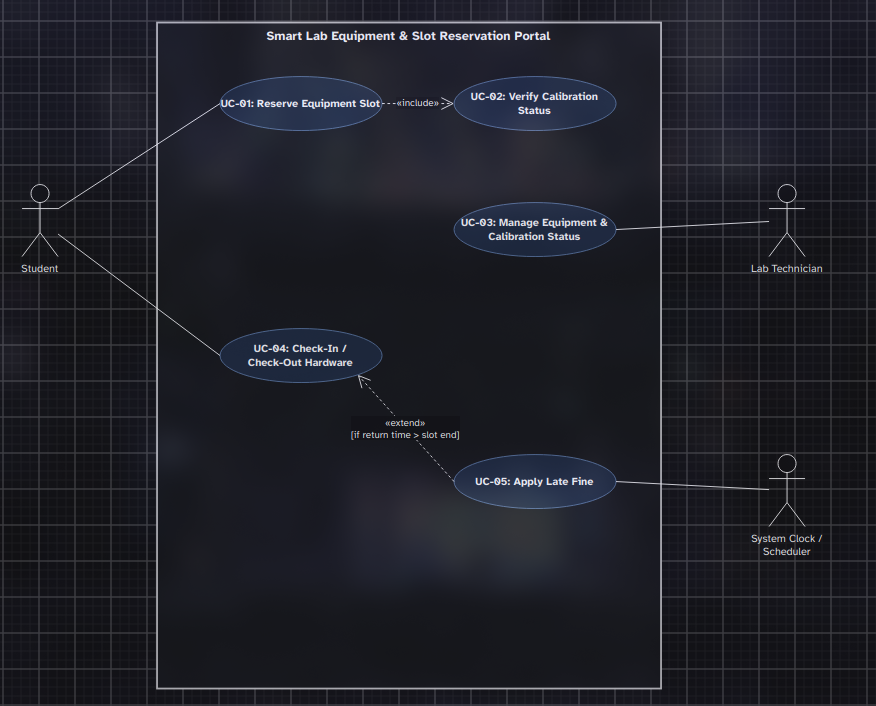 Smart Lab Equipment & Slot Reservation Portal
UC-01: Reserve Equipment Slot
«include»
UC-02: Verify Calibration
Status
UC-03: Manage Equipment &
Calibration Status
Student
Lab Technician
UC-04: Check-In /
Check-Out Hardware
«extend»
[if return time > slot end]
UC-05: Apply Late Fine
System Clock /
Scheduler